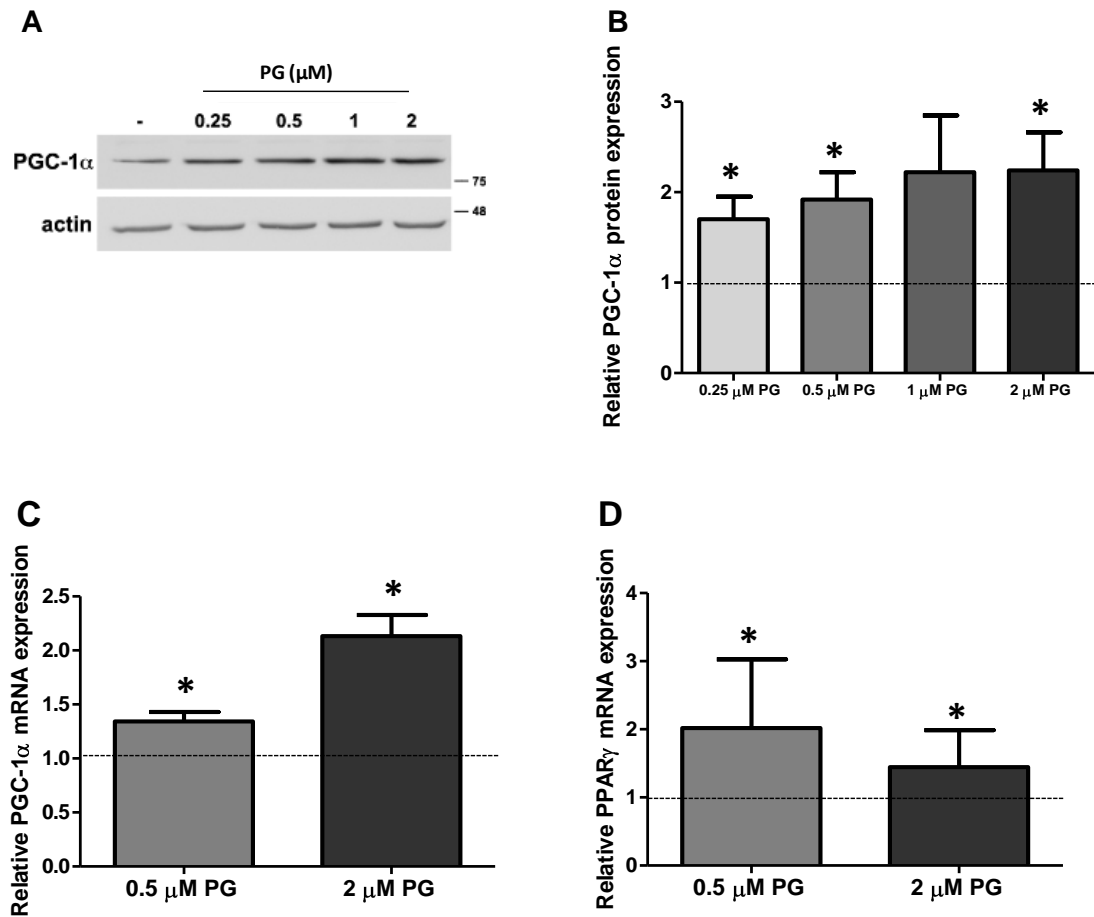 A
PG (μM)
- 0.25 0.5 1 2
PGC-1α
75
48
actin
B
Relative PGC-1α protein expression
3
2
1
0
* * *
0.25 μM PG 0.5 μM PG 1 μM PG 2 μM PG
C
Relative PGC-1α mRNA expression
2.5
2.0
1.5
1.0
0.5
0.0
* *
0.5 μM PG 2 μM PG
D
Relative PPARγ mRNA expression
4
3
2
1
0
* *
0.5 μM PG 2 μM PG